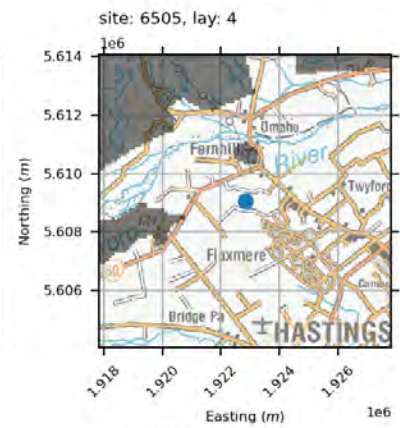 site: 6505, lay: 4
1e6
5.614
5.612
5.610
5.608
5.606
Northing (m)
Omahu
Fernhill
River
Twyford
Flaxmere
50
Bridge Pa
HASTINGS
1.918
1.920
1.922
1.924
1.926
Easting (m)
1e6